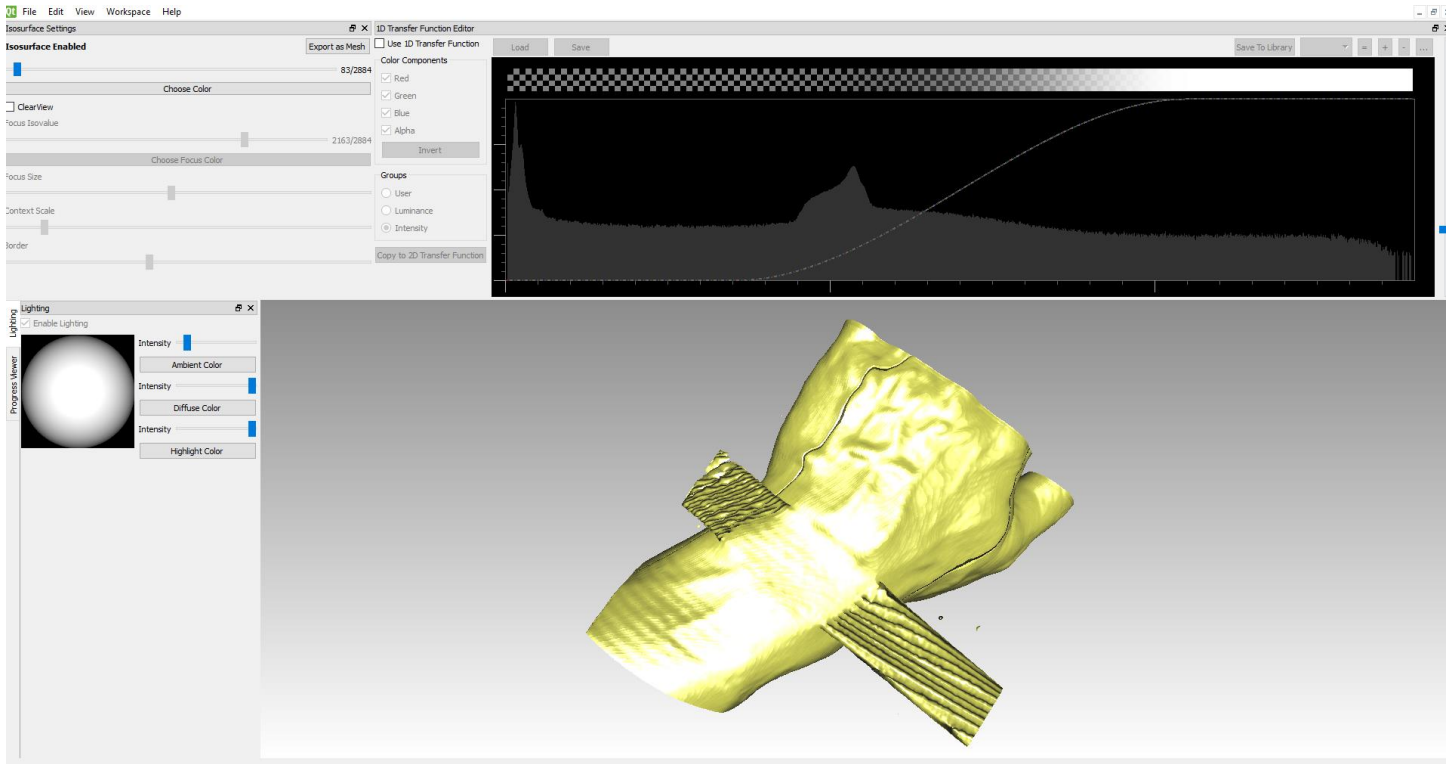 Qt File Edit View Workspace Help
Isosurface Settings
1D Transfer Function Editor
Isosurface Enabled
Export as Mesh
83/2884
Choose Color
ClearView
Focus Isovalue
2163/2884
Choose Focus Color
Focus Size
Context Scale
Border
Use 1D Transfer Function
Color Components
Red
Green
Blue
Alpha
Invert
Groups
User
Luminance
Intensity
Copy to 2D Transfer Function
Load Save Save To Library = + - ...
Lighting
Progress Viewer
Lighting
Enable Lighting
Intensity
Ambient Color
Intensity
Diffuse Color
Intensity
Highlight Color